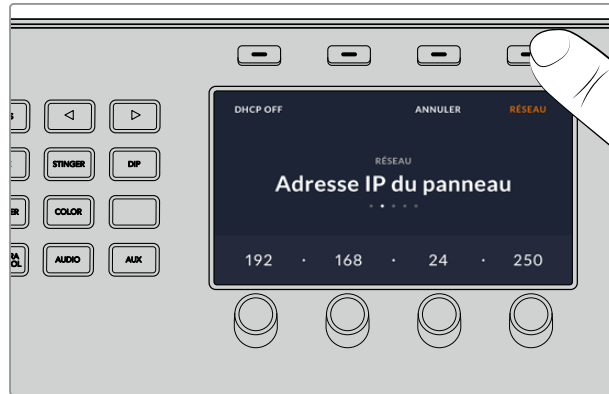 DHCP OFF ANNULER RÉSEAU
RÉSEAU
Adresse IP du panneau
192 . 168 . 24 . 250
STINGER DIP
COLOR
AUDIO AUX